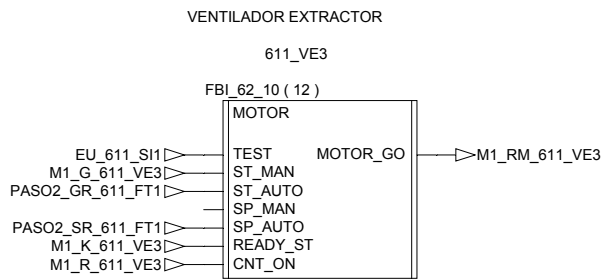 VENTILADOR EXTRACTOR
611_VE3
FBI_62_10 ( 12 )
MOTOR
EU_611_SI1 TEST MOTOR_GO M1_RM_611_VE3
M1_G_611_VE3 ST_MAN
PASO2_GR_611_FT1 ST_AUTO
SP_MAN
PASO2_SR_611_FT1 SP_AUTO
M1_K_611_VE3 READY_ST
M1_R_611_VE3 CNT_ON